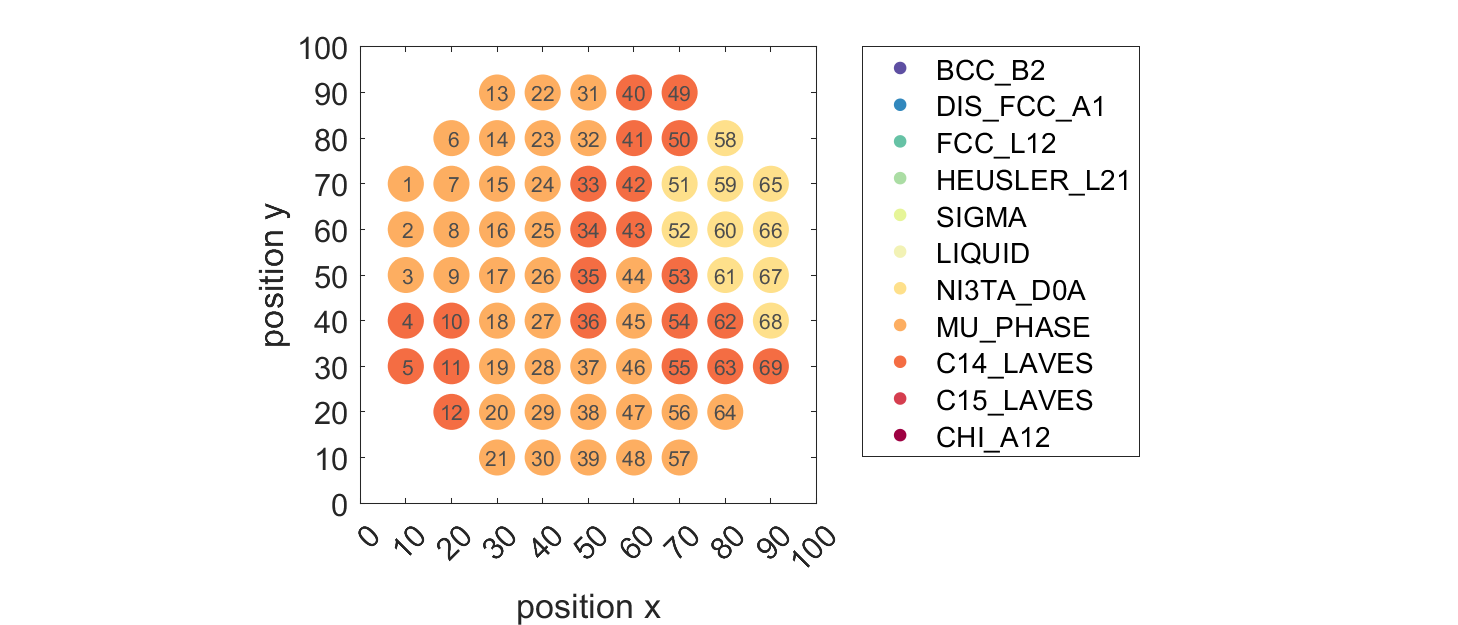 100
90
80
70
60
50
40
30
20
10
0
position y
13 22 31 40 49
6 14 23 32 41 50 58
1 7 15 24 33 42 51 59 65
2 8 16 25 34 43 52 60 66
3 9 17 26 35 44 53 61 67
4 10 18 27 36 45 54 62 68
5 11 19 28 37 46 55 63 69
12 20 29 38 47 56 64
21 30 39 48 57
0 10 20 30 40 50 60 70 80 90 100
position x
BCC_B2
DIS_FCC_A1
FCC_L12
HEUSLER_L21
SIGMA
LIQUID
NI3TA_D0A
MU_PHASE
C14_LAVES
C15_LAVES
CHI_A12